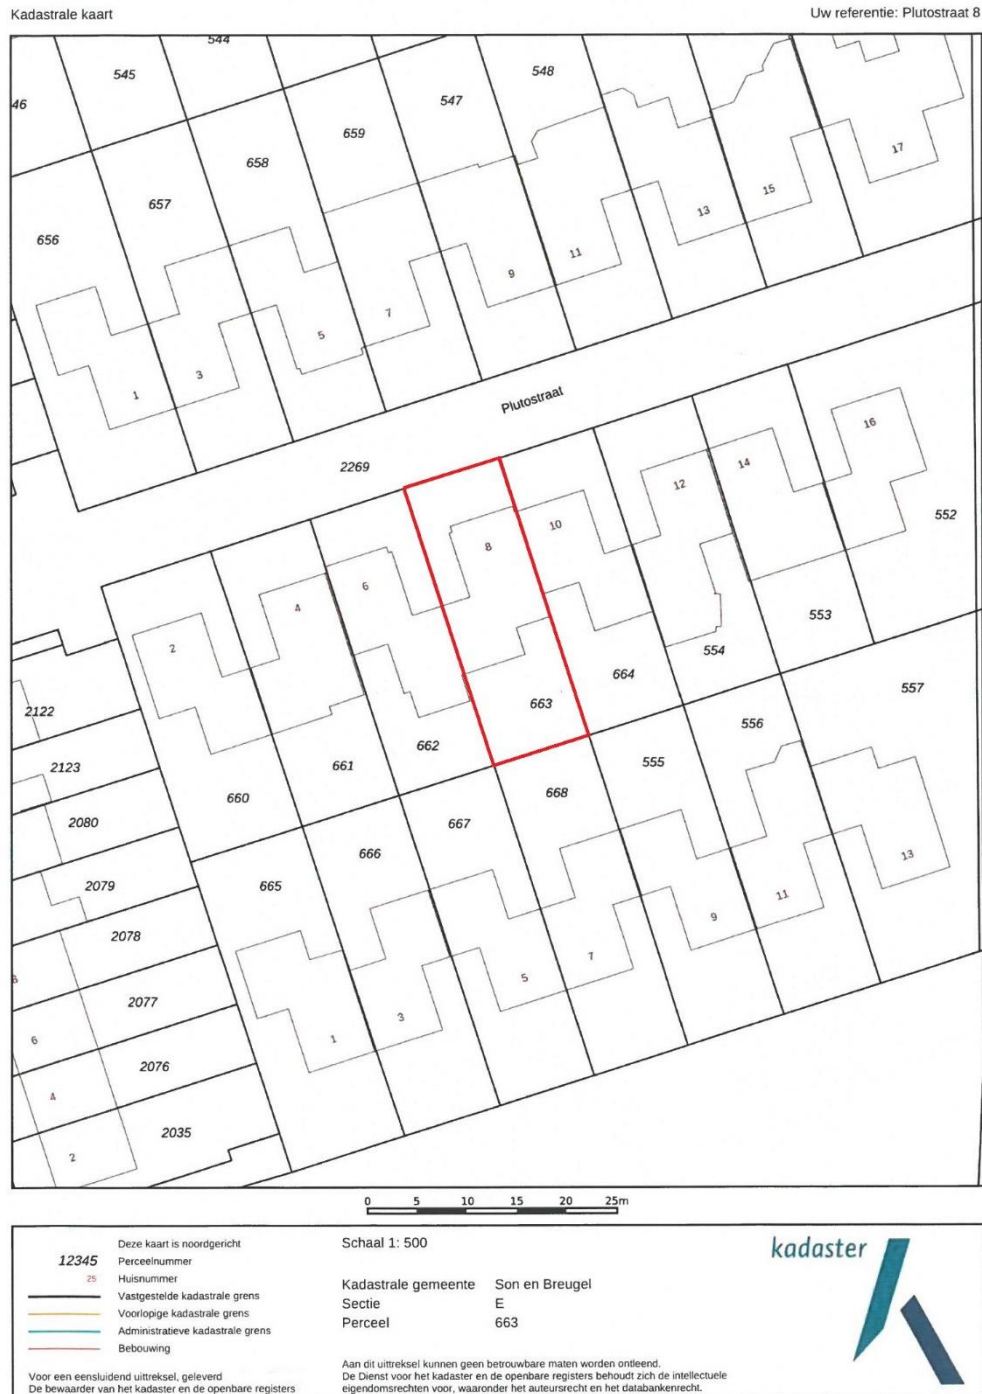 Kadastrale kaart
Uw referentie: Plutostraat 8
544
545
548
46
547
659
658
17
657
15
13
656
11
9
7
5
3
1
Plutostraat
2269
16
14
12
10
8
552
6
4
2
553
554
664
663
557
2122
556
662
2123
661
555
660
668
2080
667
666
665
2079
13
11
2078
9
7
5
2077
3
6
1
2076
4
2035
2
0 5 10 15 20 25m
Deze kaart is noordgericht
12345 Perceelnummer
25 Huisnummer
Vastgestelde kadastrale grens
Voorlopige kadastrale grens
Administratieve kadastrale grens
Bebouwing
Voor een eensluidend uittreksel, geleverd
De bewaarder van het kadaster en de openbare registers
Schaal 1: 500
Kadastrale gemeente Son en Breugel
Sectie E
Perceel 663
Aan dit uittreksel kunnen geen betrouwbare maten worden ontleend.
De Dienst voor het kadaster en de openbare registers behoudt zich de intellectuele
eigendomsrechten voor, waaronder het auteursrecht en het databankenrecht.
kadaster